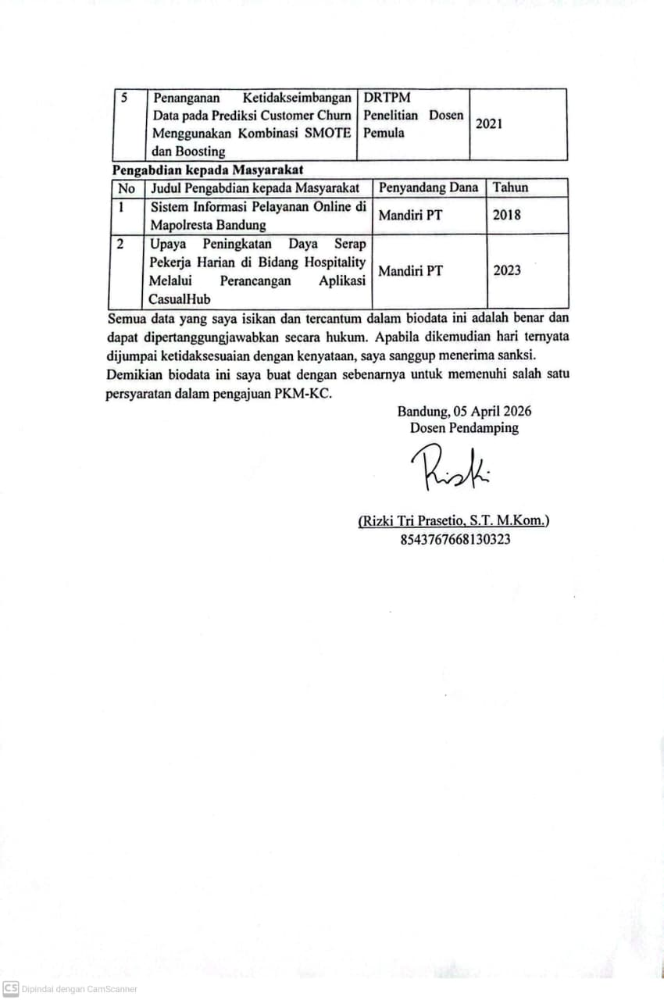 5 Penanganan Ketidakseimbangan DRTPM
Data pada Prediksi Customer Churn Penelitian Dosen 2021
Menggunakan Kombinasi SMOTE Pemula
dan Boosting
Pengabdian kepada Masyarakat
No Judul Pengabdian kepada Masyarakat Penyandang Dana Tahun
1 Sistem Informasi Pelayanan Online di Mandiri PT 2018
Mapolresta Bandung
2 Upaya Peningkatan Daya Serap
Pekerja Harian di Bidang Hospitality Mandiri PT 2023
Melalui Perancangan Aplikasi
CasualHub
Semua data yang saya isikan dan tercantum dalam biodata ini adalah benar dan
dapat dipertanggungjawabkan secara hukum. Apabila dikemudian hari ternyata
dijumpai ketidaksesuaian dengan kenyataan, saya sanggup menerima sanksi.
Demikian biodata ini saya buat dengan sebenarnya untuk memenuhi salah satu
persyaratan dalam pengajuan PKM-KC.
Bandung, 05 April 2026
Dosen Pendamping
Rizki
(Rizki Tri Prasetio, S.T. M.Kom.)
8543767668130323
CS Dipindai dengan CamScanner